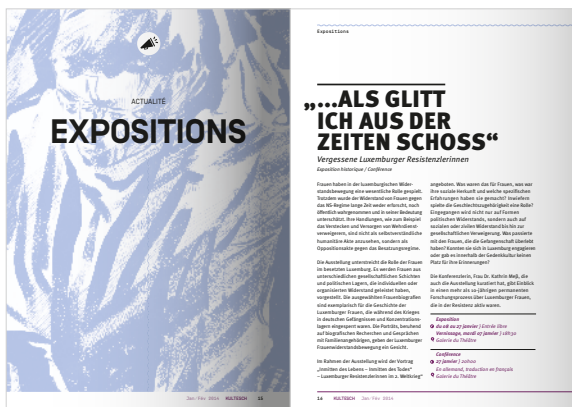 ACTUALITÉ
EXPOSITIONS
Jan-Fév 2014 KULTESCH 15
Expositions
„...ALS GLITT
ICH AUS DER
ZEITEN SCHOSS“
Vergessene Luxemburger Resistenzlerinnen
Exposition historique / Conférence
Frauen haben in der luxemburgischen Wider-
standsbewegung eine wesentliche Rolle gespielt.
Trotzdem wurde der Widerstand von Frauen gegen
das NS-Regime lange Zeit weder erforscht, noch
öffentlich wahrgenommen und in seiner Bedeutung
unterschätzt. Ihre Handlungen, wie zum Beispiel
das Verstecken und Versorgen von Wehrdienst-
verweigerern, sind nicht als selbstverständliche
humanitäre Akte anzusehen, sondern als
Oppositionsakte gegen das Besatzungsregime.
Die Ausstellung unterstreicht die Rolle der Frauen
im besetzten Luxemburg. Es werden Frauen aus
unterschiedlichen gesellschaftlichen Schichten
und politischen Lagern, die individuellen oder
organisierten Widerstand geleistet haben,
vorgestellt. Die ausgewählten Frauenbiografien
sind exemplarisch für die Geschichte der
Luxemburger Frauen, die während des Krieges
in deutschen Gefängnissen und Konzentrations-
lagern eingesperrt waren. Die Porträts, beruhend
auf biografischen Recherchen und Gesprächen
mit Familienangehörigen, geben der Luxemburger
Frauenwiderstandsbewegung ein Gesicht.
Im Rahmen der Ausstellung wird der Vortrag
„Inmitten des Lebens – Inmitten des Todes“
– Luxemburger Resistenzlerinnen im 2. Weltkrieg“
angeboten. Was waren das für Frauen, was war
ihre soziale Herkunft und welche spezifischen
Erfahrungen haben sie gemacht? Inwiefern
spielte die Geschlechtszugehörigkeit eine Rolle?
Eingegangen wird nicht nur auf Formen
politischen Widerstands, sondern auch auf
sozialen oder zivilen Widerstand bis hin zur
gesellschaftlichen Verweigerung. Was passierte
mit den Frauen, die die Gefangenschaft überlebt
haben? Konnten sie sich in Luxemburg engagieren
oder gab es innerhalb der Gedenkkultur keinen
Platz für ihre Erinnerungen?
Die Konferenzlerin, Frau Dr. Kathrin Meß, die
auch die Ausstellung kuratiert hat, gibt Einblick
in einen mehr als 10-jährigen permanenten
Forschungsprozess über Luxemburger Frauen,
die in der Resistenz aktiv waren.
Exposition
du 08 au 27 janvier | Entrée libre
Vernissage, mardi 07 janvier | 18h30
Galerie du Théâtre
Conférence
27 janvier | 20h00
En allemand, traduction en français
Galerie du Théâtre
16 KULTESCH Jan-Fév 2014